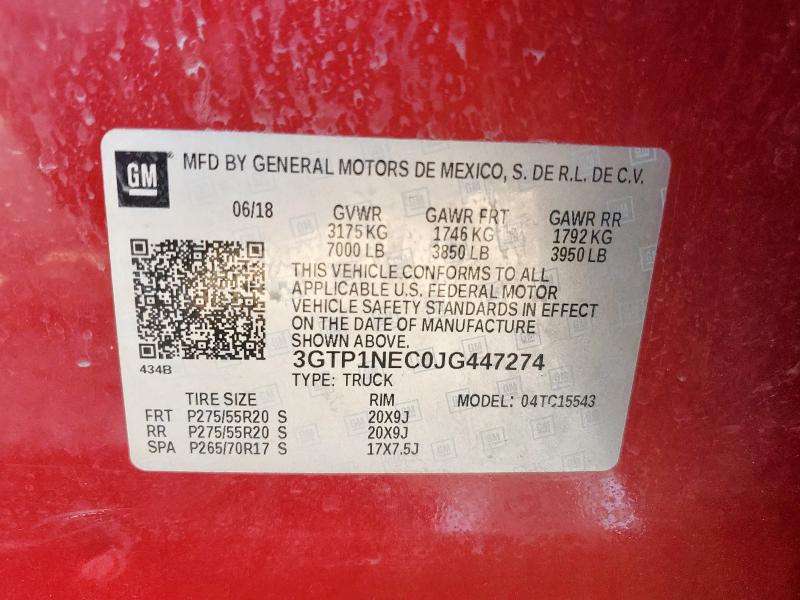 GM
MFD BY GENERAL MOTORS DE MEXICO, S. DE R.L. DE C.V.
06/18 GVWR GAWR FRT GAWR RR
3175 KG 1746 KG 1792 KG
7000 LB 3850 LB 3950 LB
THIS VEHICLE CONFORMS TO ALL
APPLICABLE U.S. FEDERAL MOTOR
VEHICLE SAFETY STANDARDS IN EFFECT
ON THE DATE OF MANUFACTURE
SHOWN ABOVE.
434B
3GTP1NEC0JG447274
TYPE: TRUCK
TIRE SIZE RIM MODEL: 04TC15543
FRT P275/55R20 S 20X9J
RR P275/55R20 S 20X9J
SPA P265/70R17 S 17X7.5J